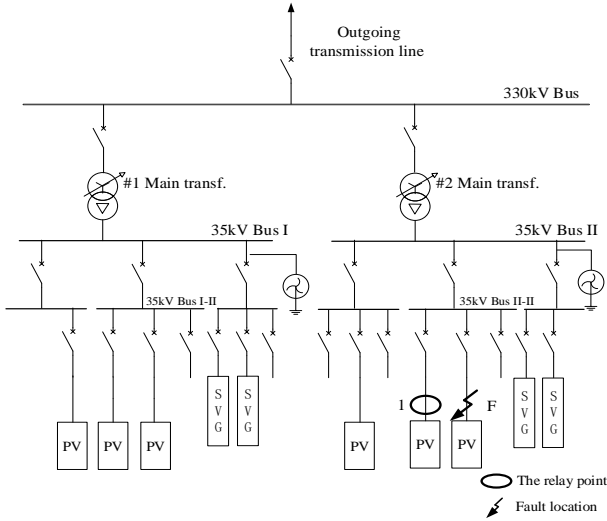 Outgoing
transmission line
330kV Bus
#1 Main transf.
#2 Main transf.
35kV Bus I
35kV Bus II
35kV Bus I-II
35kV Bus II-II
S
V
G
S
V
G
S
V
G
S
V
G
1
F
PV
PV
PV
PV
PV
PV
The relay point
Fault location